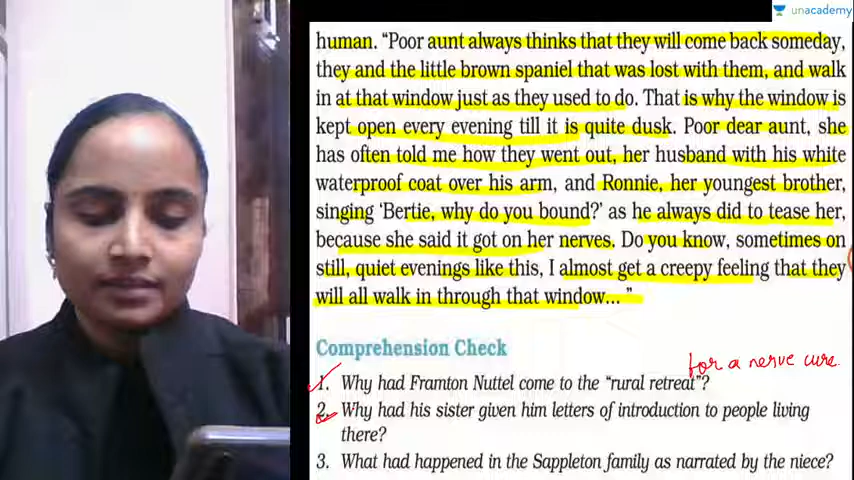 unacademy
human. “Poor aunt always thinks that they will come back someday,
they and the little brown spaniel that was lost with them, and walk
in at that window just as they used to do. That is why the window is
kept open every evening till it is quite dusk. Poor dear aunt, she
has often told me how they went out, her husband with his white
waterproof coat over his arm, and Ronnie, her youngest brother,
singing ‘Bertie, why do you bound?’ as he always did to tease her,
because she said it got on her nerves. Do you know, sometimes on
still, quiet evenings like this, I almost get a creepy feeling that they
will all walk in through that window... ”
Comprehension Check
for a nerve cure
1. Why had Framton Nuttel come to the “rural retreat”?
2. Why had his sister given him letters of introduction to people living
there?
3. What had happened in the Sappleton family as narrated by the niece?